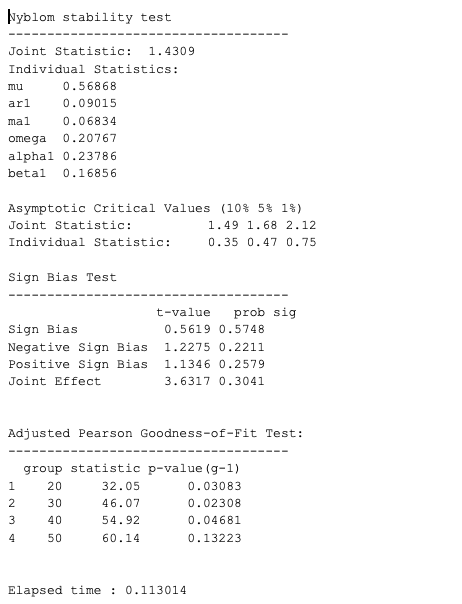 Nyblom stability test
-----------------------------------
Joint Statistic:  1.4309
Individual Statistics:
mu     0.56868
ar1    0.09015
ma1    0.06834
omega  0.20767
alpha1 0.23786
beta1  0.16856
Asymptotic Critical Values (10% 5% 1%)
Joint Statistic:          1.49 1.68 2.12
Individual Statistic:     0.35 0.47 0.75
Sign Bias Test
-----------------------------------
                   t-value   prob sig
Sign Bias           0.5619 0.5748
Negative Sign Bias  1.2275 0.2211
Positive Sign Bias  1.1346 0.2579
Joint Effect        3.6317 0.3041
Adjusted Pearson Goodness-of-Fit Test:
-----------------------------------
  group statistic p-value(g-1)
1    20     32.05      0.03083
2    30     46.07      0.02308
3    40     54.92      0.04681
4    50     60.14      0.13223
Elapsed time : 0.113014